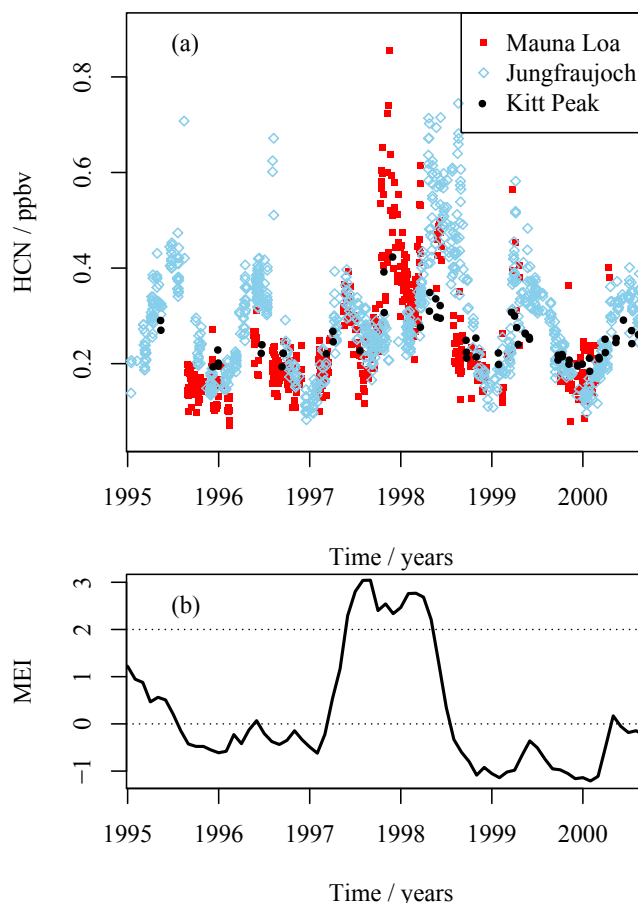 (a)
Mauna Loa
Jungfraujoch
Kitt Peak
HCN / ppbv
0.8
0.6
0.4
0.2
1995 1996 1997 1998 1999 2000
Time / years
(b)
MEI
3
2
1
0
−1
1995 1996 1997 1998 1999 2000
Time / years